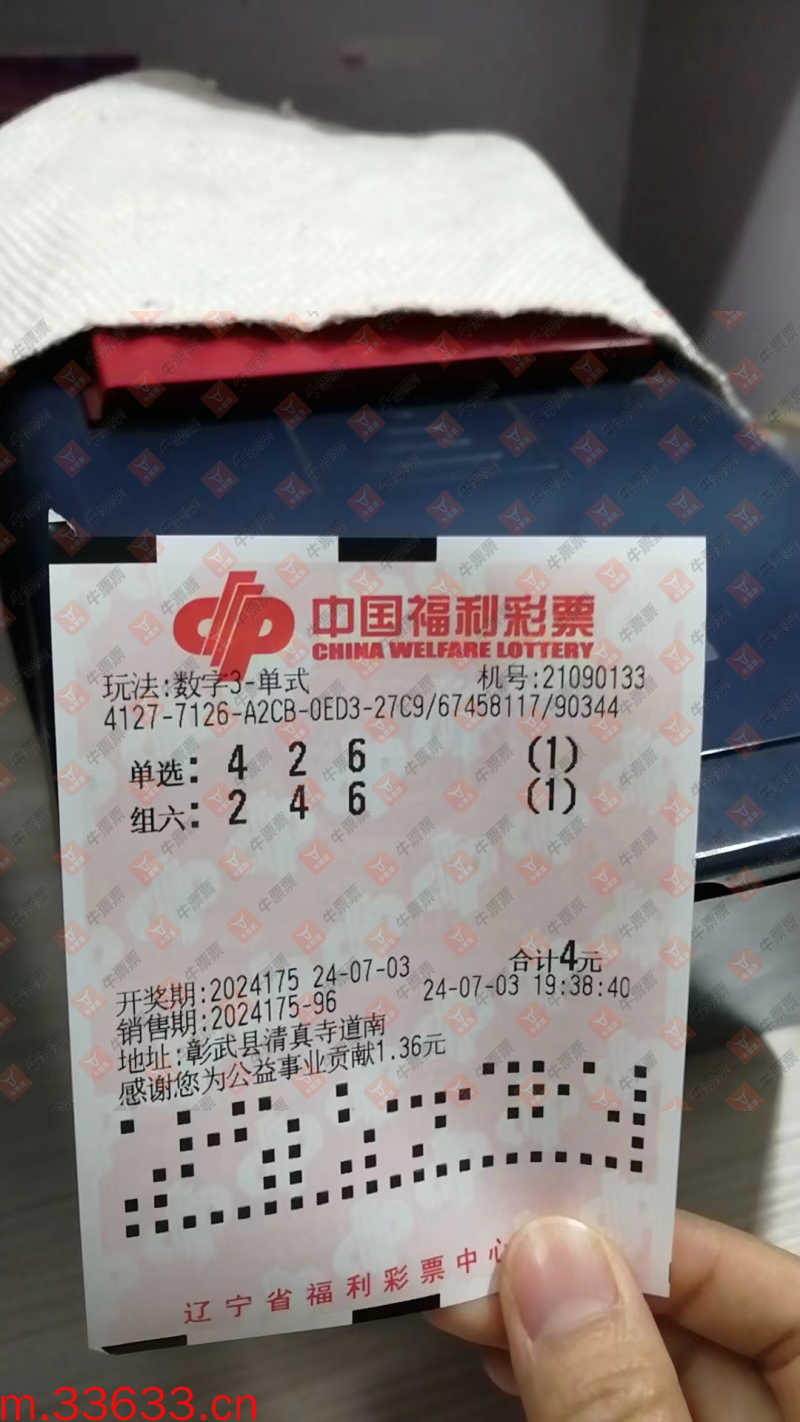 中国福利彩票
CHINA WELFARE LOTTERY
玩法:数字3-单式 机号:21090133
4127-7126-A2CB-0ED3-27C9/67458117/90344
单选: 4 2 6 (1)
组六: 2 4 6 (1)
合计4元
开奖期:2024175 24-07-03
销售期:2024175-96 24-07-03 19:38:40
地址:彰武县清真寺道南
感谢您为公益事业贡献1.36元
辽宁省福利彩票中心
m.33633.cn
牛票票